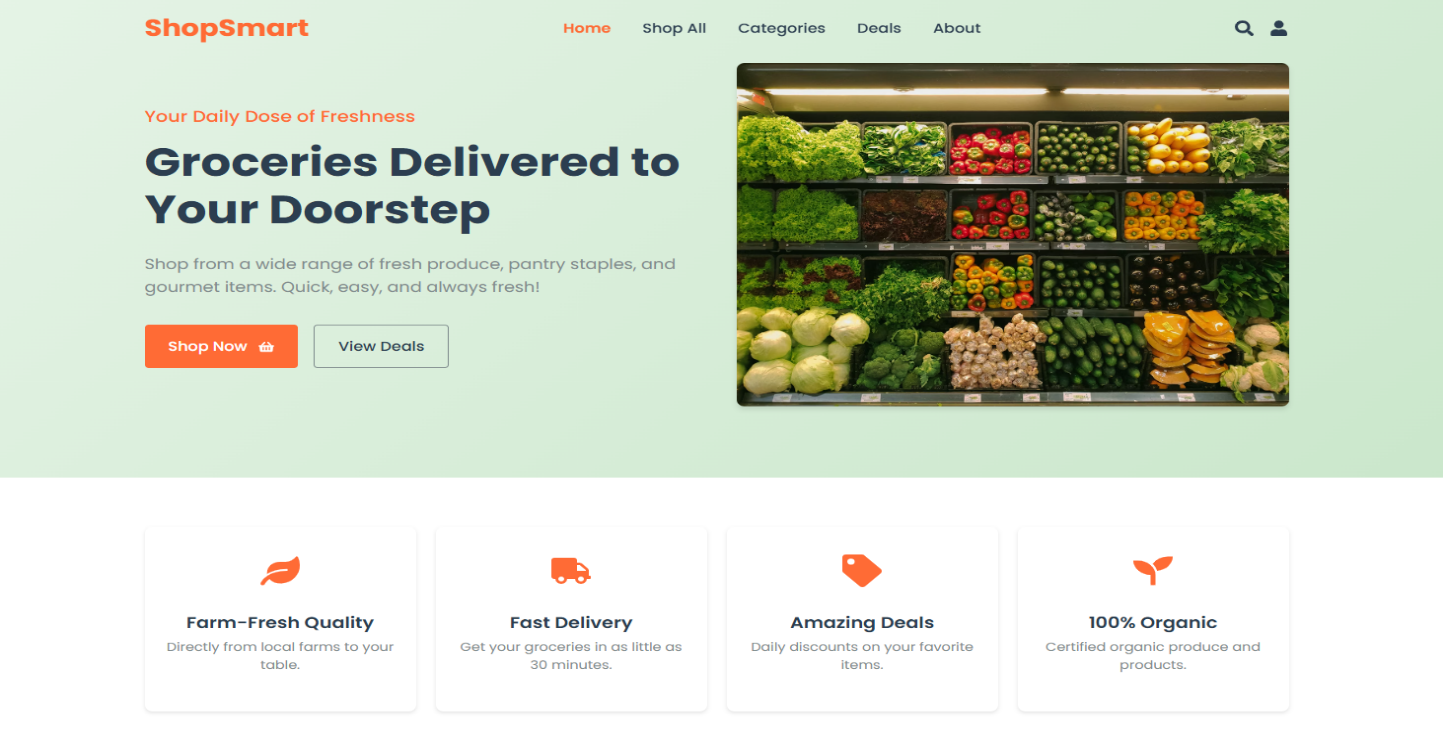 ShopSmart
Home Shop All Categories Deals About
Your Daily Dose of Freshness
Groceries Delivered to
Your Doorstep
Shop from a wide range of fresh produce, pantry staples, and
gourmet items. Quick, easy, and always fresh!
Shop Now
View Deals
Farm-Fresh Quality
Directly from local farms to your
table.
Fast Delivery
Get your groceries in as little as
30 minutes.
Amazing Deals
Daily discounts on your favorite
items.
100% Organic
Certified organic produce and
products.